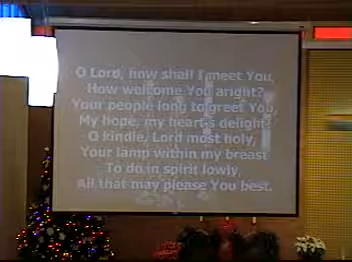 O Lord, how shall I meet You,
How welcome You aright?
Your people long to greet You,
My hope, my heart's delight!
O kindle, Lord most holy,
Your lamp within my breast
To do in spirit lowly,
All that may please You best.